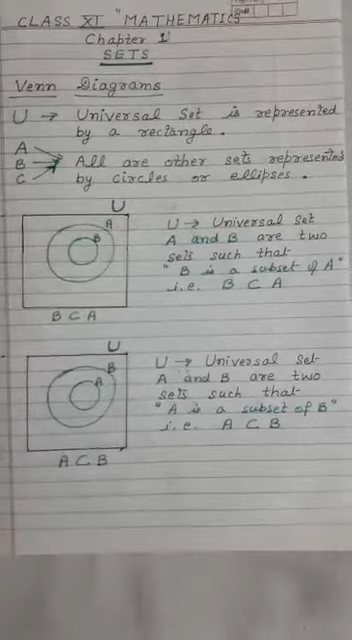 CLASS XI "MATHEMATICS
Chapter 1
SETS
Venn Diagrams
U → Universal Set is represented
by a rectangle.
A
B → All are other sets represented
C by circles or ellipses.
U
A
B
B ⊂ A
U → Universal Set
A and B are two
sets such that
"B is a subset of A"
i.e. B ⊂ A
U
B
A
A ⊂ B
U → Universal Set
A and B are two
sets such that
"A is a subset of B"
i.e. A ⊂ B